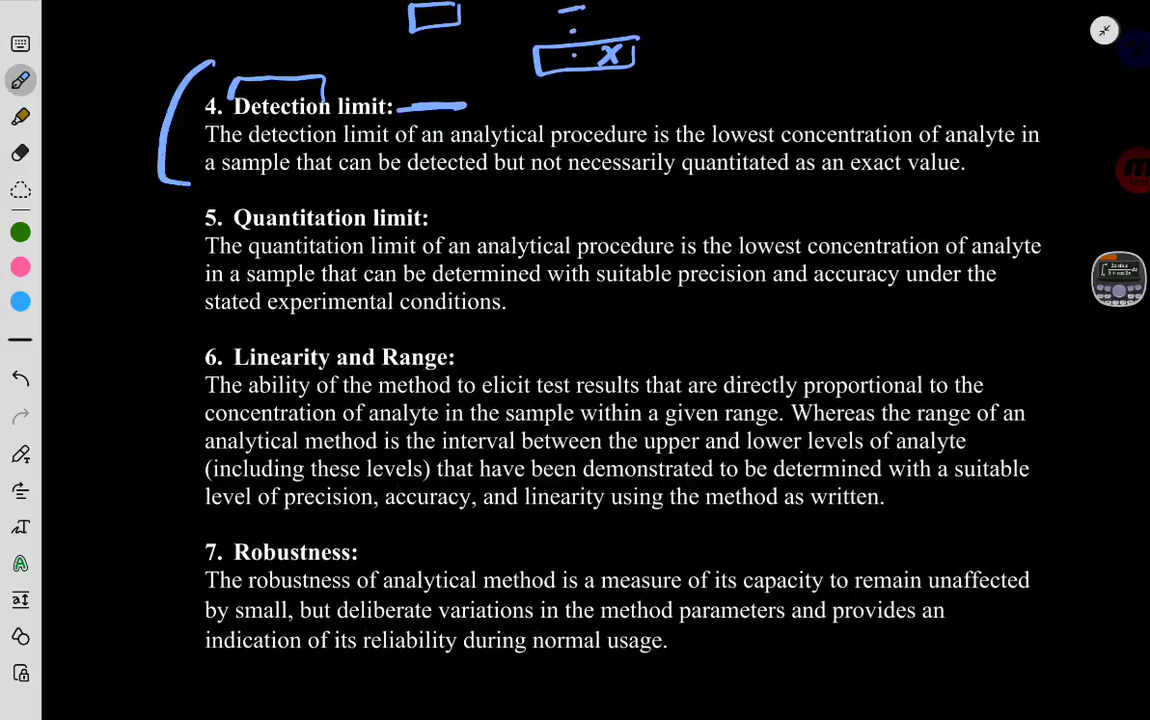 ÷ x
4. Detection limit:
The detection limit of an analytical procedure is the lowest concentration of analyte in
a sample that can be detected but not necessarily quantitated as an exact value.
5. Quantitation limit:
The quantitation limit of an analytical procedure is the lowest concentration of analyte
in a sample that can be determined with suitable precision and accuracy under the
stated experimental conditions.
6. Linearity and Range:
The ability of the method to elicit test results that are directly proportional to the
concentration of analyte in the sample within a given range. Whereas the range of an
analytical method is the interval between the upper and lower levels of analyte
(including these levels) that have been demonstrated to be determined with a suitable
level of precision, accuracy, and linearity using the method as written.
7. Robustness:
The robustness of analytical method is a measure of its capacity to remain unaffected
by small, but deliberate variations in the method parameters and provides an
indication of its reliability during normal usage.